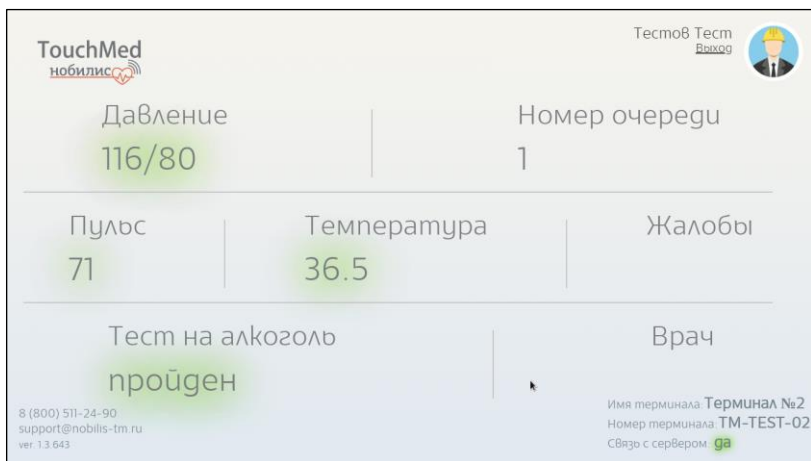 TouchMed
нобилис
Тестов Тест
Выход
Давление
116/80
Номер очереди
1
Пульс
71
Температура
36.5
Жалобы
Тест на алкоголь
пройден
Врач
8 (800) 511-24-90
support@nobilis-tm.ru
ver. 1.3.643
Имя терминала: Терминал №2
Номер терминала: TM-TEST-02
Связь с сервером: да